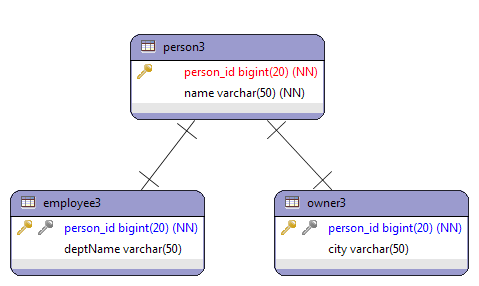 person3
person_id bigint(20) (NN)
name varchar(50) (NN)
employee3
person_id bigint(20) (NN)
deptName varchar(50)
owner3
person_id bigint(20) (NN)
city varchar(50)